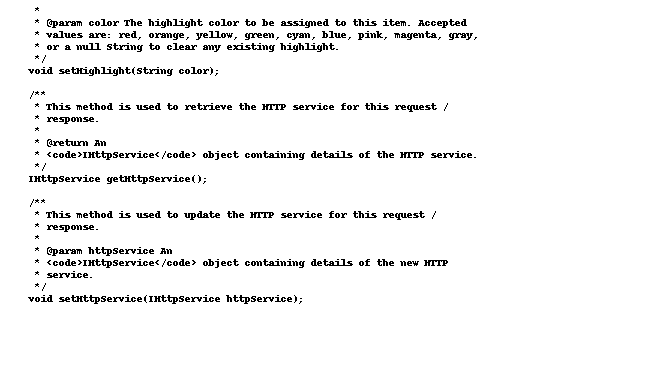 *
* @param color The highlight color to be assigned to this item. Accepted
* values are: red, orange, yellow, green, cyan, blue, pink, magenta, gray,
* or a null String to clear any existing highlight.
*/
void setHighlight(String color);
/**
* This method is used to retrieve the HTTP service for this request /
* response.
*
* @return An
* <code>IHttpService</code> object containing details of the HTTP service.
*/
IHttpService getHttpService();
/**
* This method is used to update the HTTP service for this request /
* response.
*
* @param httpService An
* <code>IHttpService</code> object containing details of the new HTTP
* service.
*/
void setHttpService(IHttpService httpService);